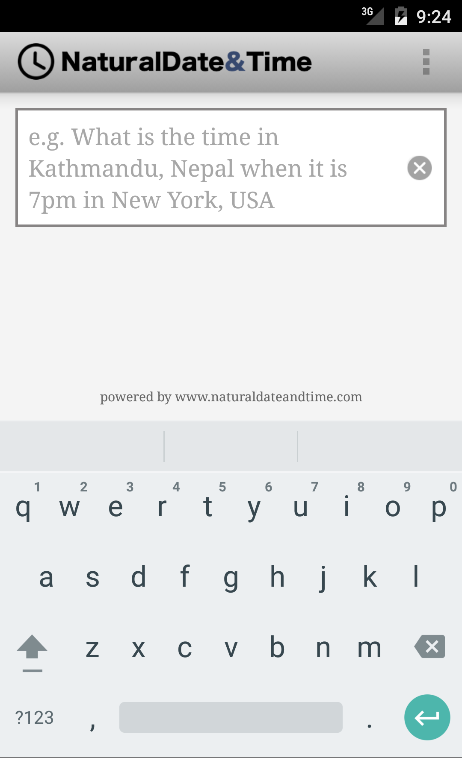 3G 9:24
NaturalDate&Time
e.g. What is the time in
Kathmandu, Nepal when it is
7pm in New York, USA
powered by www.naturaldateandtime.com
1 2 3 4 5 6 7 8 9 0
q w e r t y u i o p
a s d f g h j k l
z x c v b n m
?123 , .